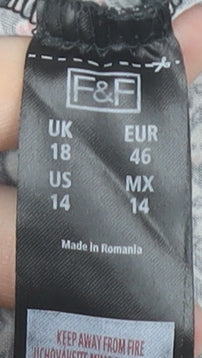 F&F
UK EUR
18 46
US MX
14 14
Made in Romania
KEEP AWAY FROM FIRE